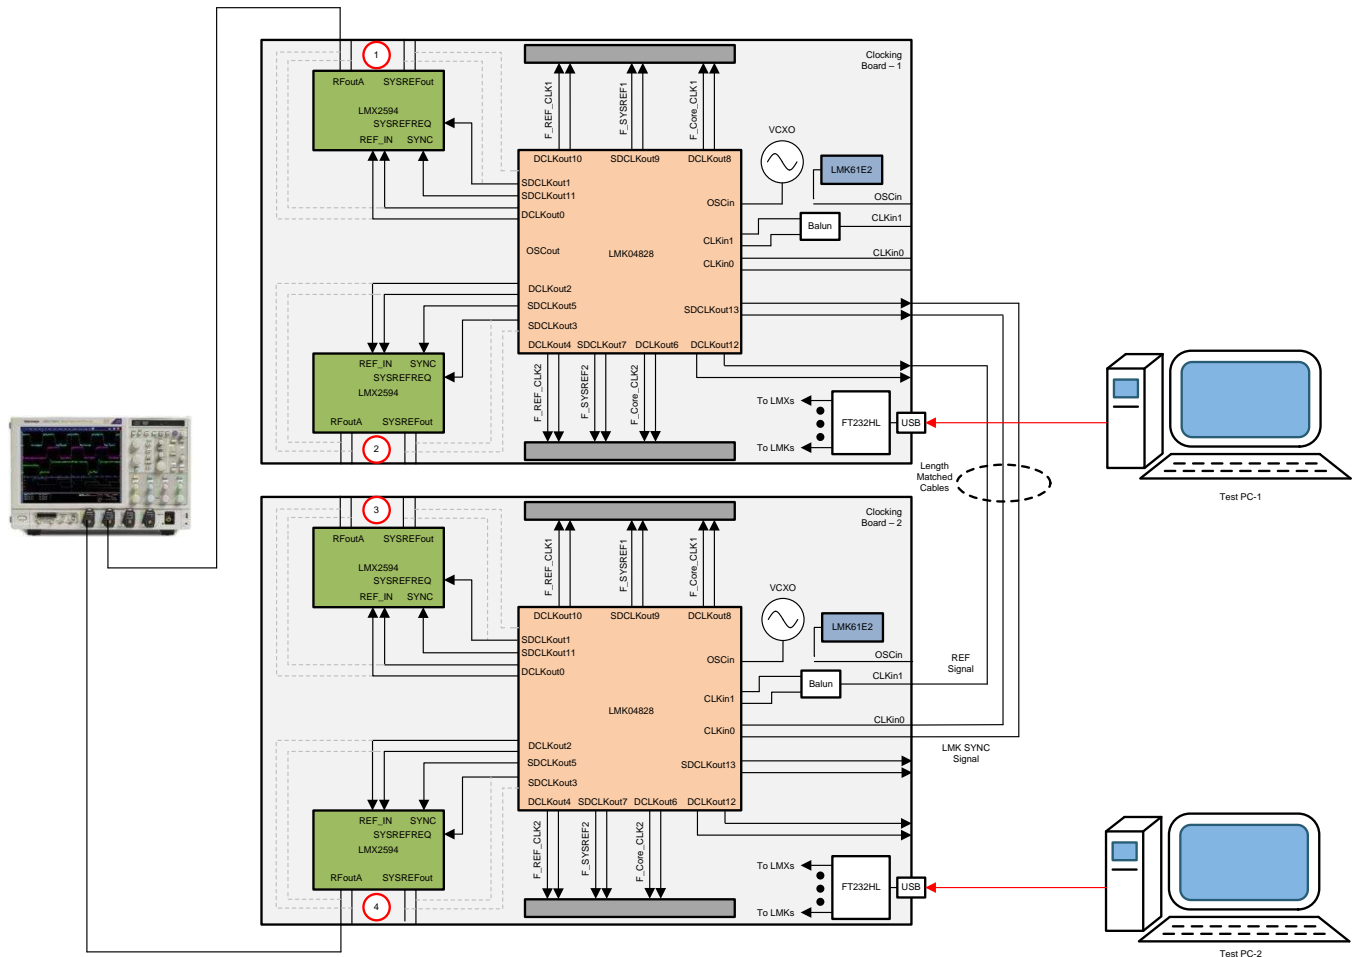 Clocking
Board – 1
1
RFoutA
SYSREFout
LMX2594
SYSREFREQ
REF_IN
SYNC
F_REF_CLK1
F_SYSREF1
F_Core_CLK1
VCXO
LMK61E2
DCLKout10
SDCLKout9
DCLKout8
SDCLKout1
SDCLKout11
DCLKout0
OSCin
OSCin
CLKin1
Balun
CLKin1
OSCout
LMK04828
CLKin0
CLKin0
DCLKout2
SDCLKout5
SDCLKout3
SDCLKout13
DCLKout4
SDCLKout7
DCLKout6
DCLKout12
REF_IN
SYNC
SYSREFREQ
LMX2594
RFoutA
SYSREFout
2
F_REF_CLK2
F_SYSREF2
F_Core_CLK2
To LMXs
To LMKs
FT232HL
USB
Length
Matched
Cables
Test PC-1
Clocking
Board – 2
3
RFoutA
SYSREFout
LMX2594
SYSREFREQ
REF_IN
SYNC
F_REF_CLK1
F_SYSREF1
F_Core_CLK1
VCXO
LMK61E2
DCLKout10
SDCLKout9
DCLKout8
SDCLKout1
SDCLKout11
DCLKout0
OSCin
OSCin
CLKin1
Balun
REF
Signal
CLKin1
LMK04828
CLKin0
CLKin0
LMK SYNC
Signal
DCLKout2
SDCLKout5
SDCLKout3
SDCLKout13
DCLKout4
SDCLKout7
DCLKout6
DCLKout12
REF_IN
SYNC
SYSREFREQ
LMX2594
RFoutA
SYSREFout
4
F_REF_CLK2
F_SYSREF2
F_Core_CLK2
To LMXs
To LMKs
FT232HL
USB
Test PC-2